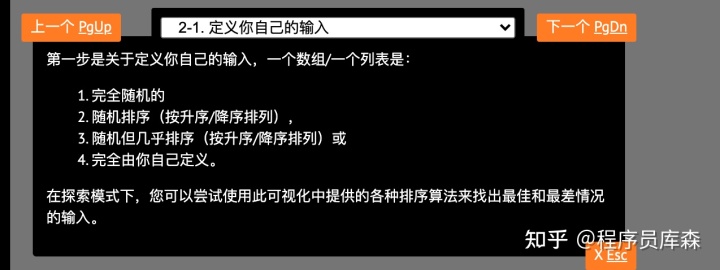 上一个 PgUp
2-1. 定义你自己的输入
下一个 PgDn
第一步是关于定义你自己的输入，一个数组/一个列表是：
1. 完全随机的
2. 随机排序（按升序/降序排列），
3. 随机但几乎排序（按升序/降序排列）或
4. 完全由你自己定义。
在探索模式下，您可以尝试使用此可视化中提供的各种排序算法来找出最佳和最差情况
的输入。
知乎 @程序员库森
X Esc